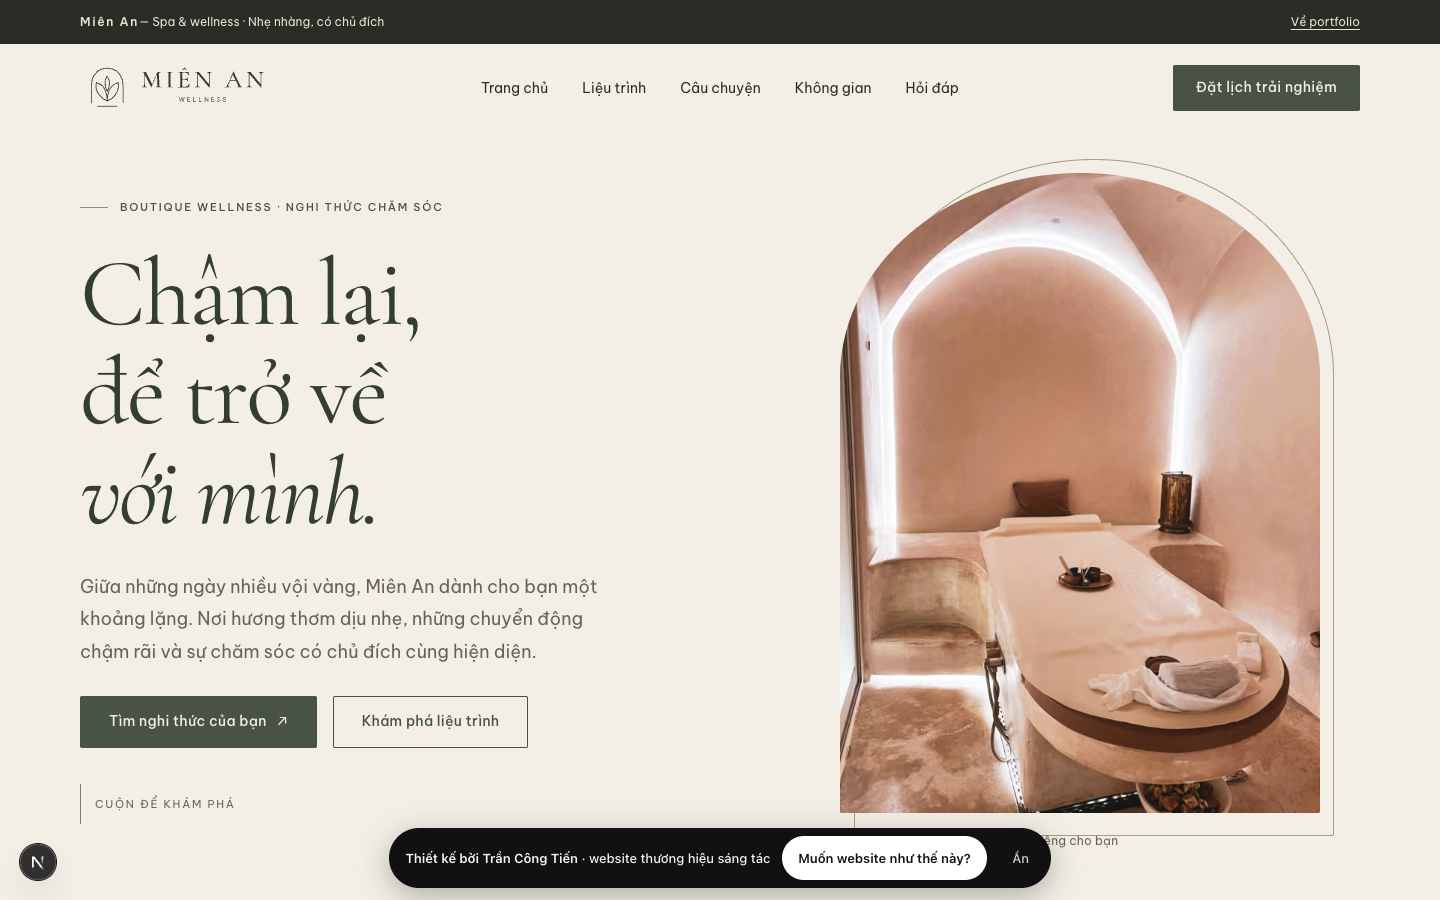 Miên An — Spa & wellness · Nhẹ nhàng, có chủ đích
Về portfolio
MIÊN AN
WELLNESS
Trang chủ
Liệu trình
Câu chuyện
Không gian
Hỏi đáp
Đặt lịch trải nghiệm
BOUTIQUE WELLNESS · NGHI THỨC CHĂM SÓC
Chậm lại,
để trở về
với mình.
Giữa những ngày nhiều vội vàng, Miên An dành cho bạn một
khoảng lặng. Nơi hương thơm dịu nhẹ, những chuyển động
chậm rãi và sự chăm sóc có chủ đích cùng hiện diện.
Tìm nghi thức của bạn ↗
Khám phá liệu trình
CUỘN ĐỂ KHÁM PHÁ
cho bạn
Thiết kế bởi Trần Công Tiến · website thương hiệu sáng tác
Muốn website như thế này?
Ẩn
N